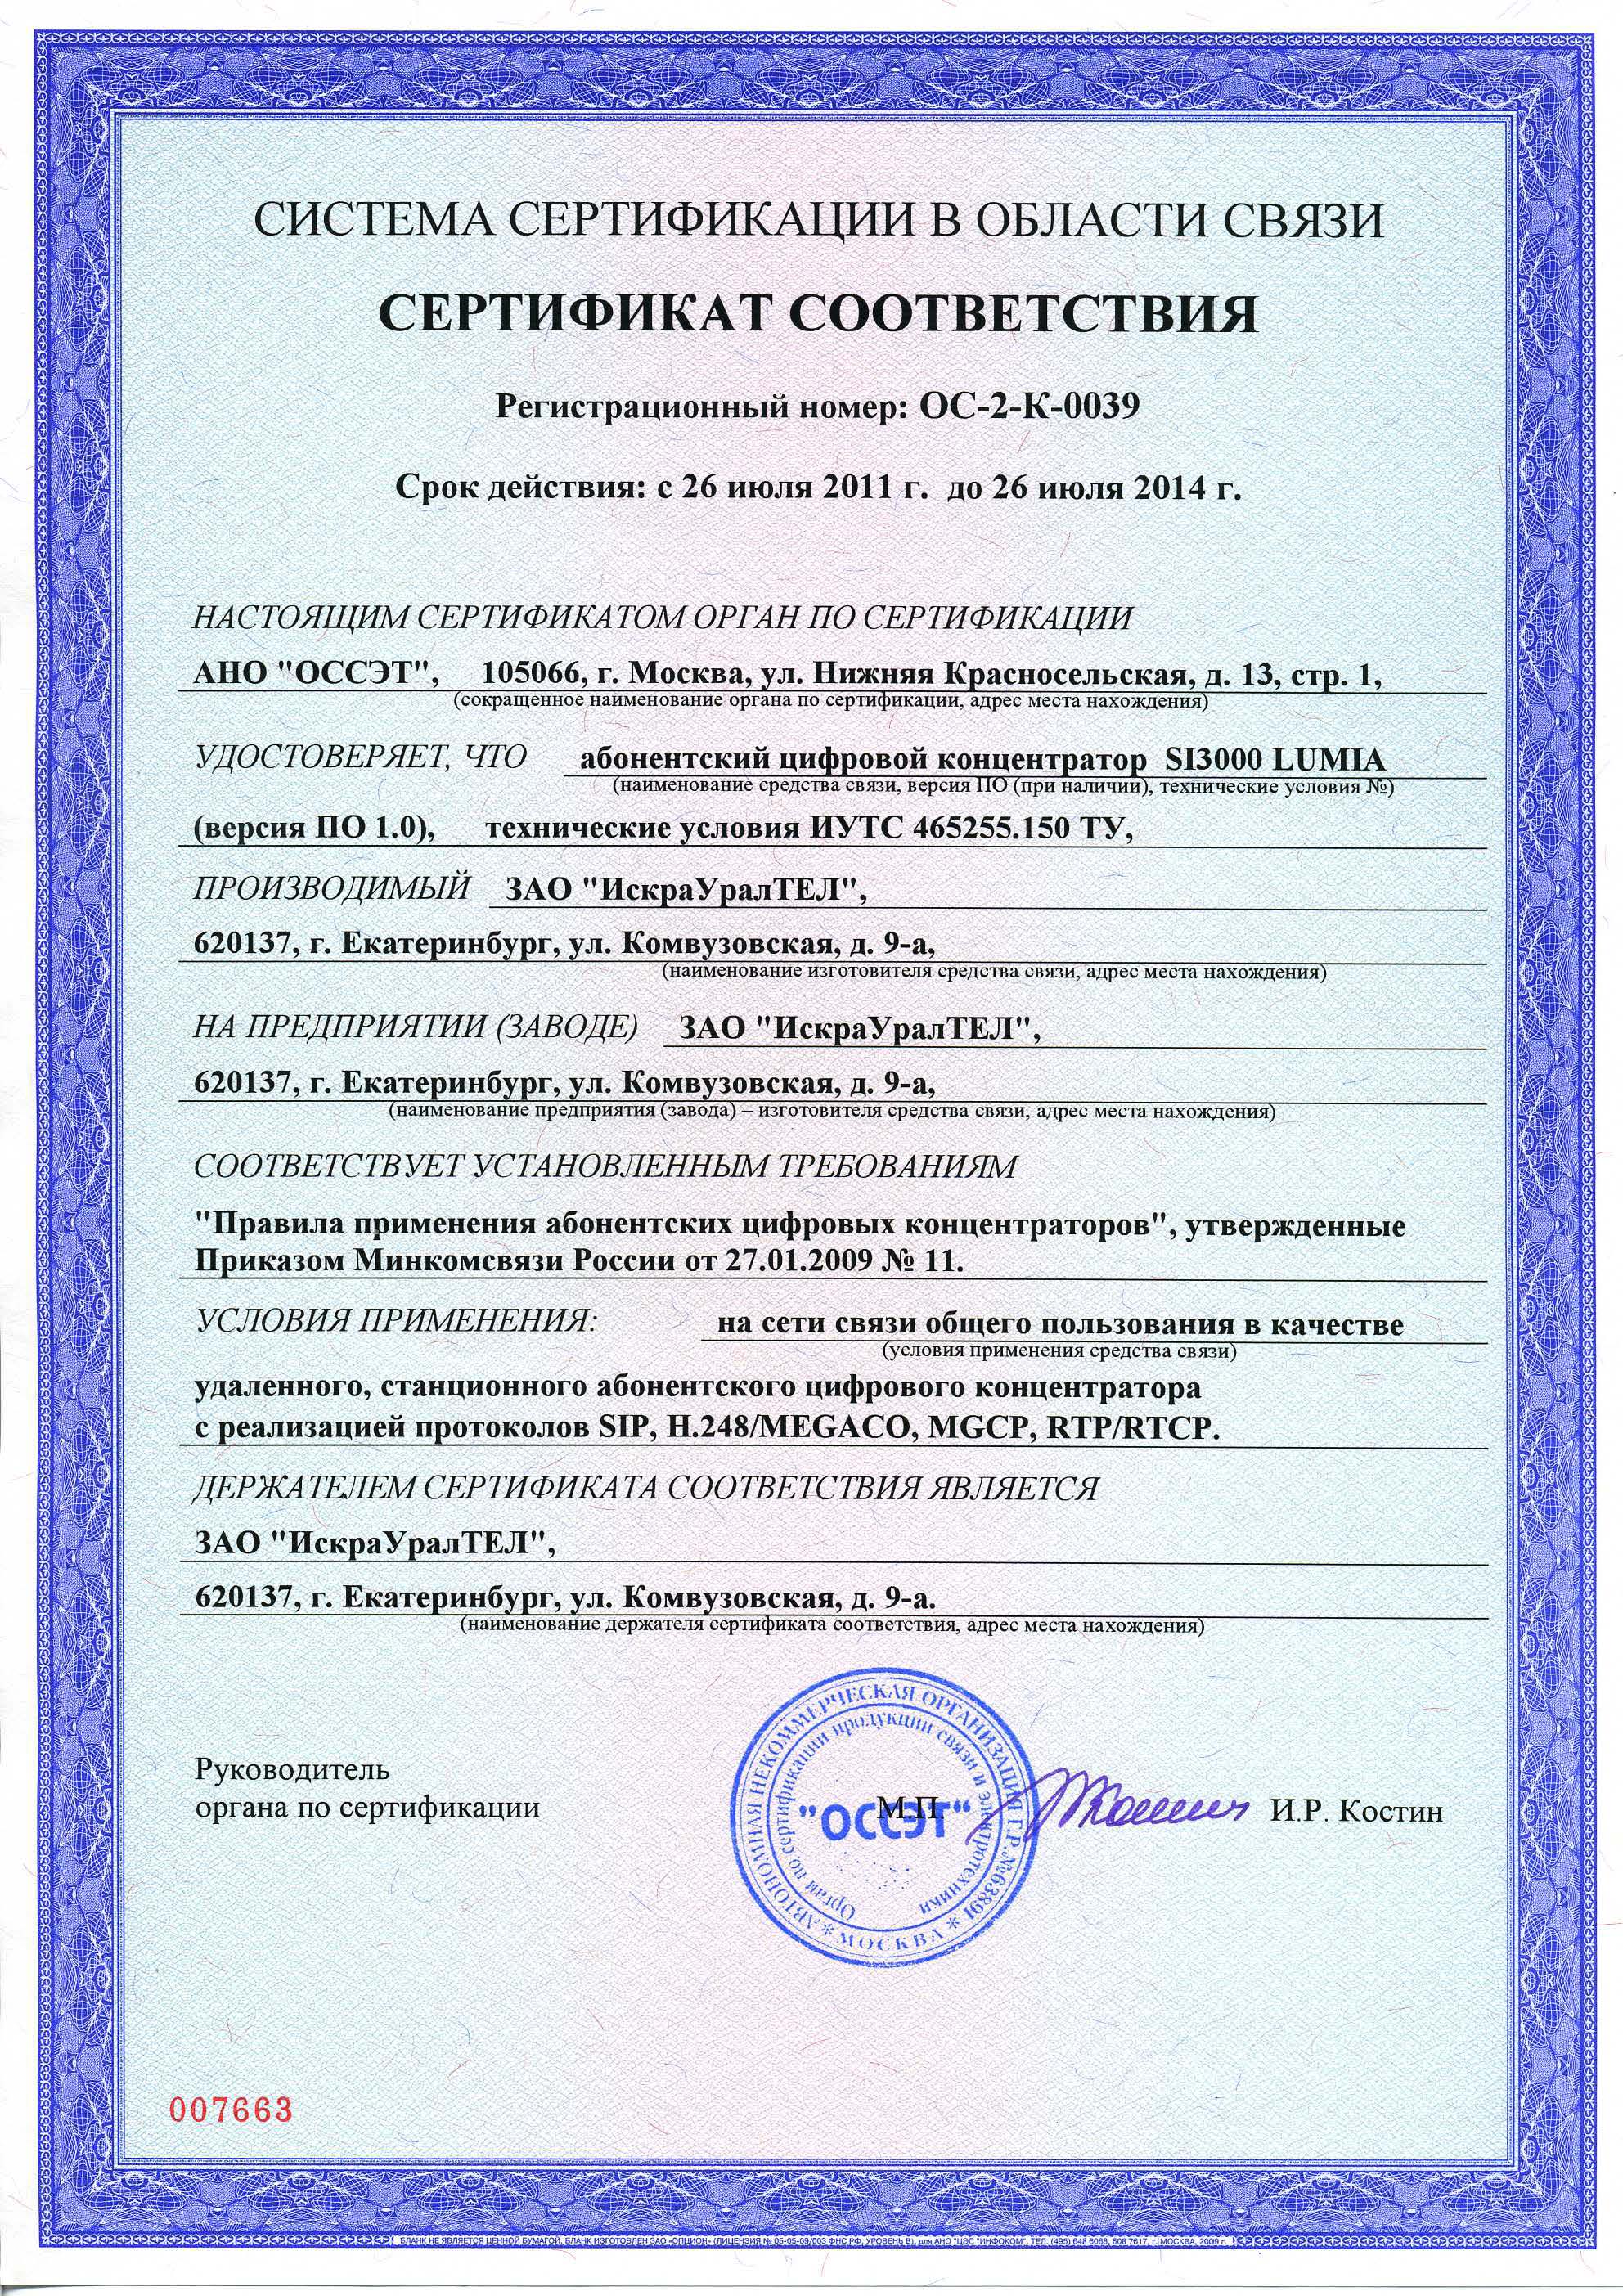 СИСТЕМА СЕРТИФИКАЦИИ В ОБЛАСТИ СВЯЗИ
СЕРТИФИКАТ СООТВЕТСТВИЯ
Регистрационный номер: ОС-2-К-0039
Срок действия: с 26 июля 2011 г. до 26 июля 2014 г.
НАСТОЯЩИМ СЕРТИФИКАТОМ ОРГАН ПО СЕРТИФИКАЦИИ
АНО "ОССЭТ", 105066, г. Москва, ул. Нижняя Красносельская, д. 13, стр. 1,
(сокращенное наименование органа по сертификации, адрес места нахождения)
УДОСТОВЕРЯЕТ, ЧТО абонентский цифровой концентратор SI3000 LUMIA
(наименование средства связи, версия ПО (при наличии), технические условия №)
(версия ПО 1.0), технические условия ИУТС 465255.150 ТУ,
ПРОИЗВОДИМЫЙ ЗАО "ИскраУралТЕЛ",
620137, г. Екатеринбург, ул. Комвузовская, д. 9-а,
(наименование изготовителя средства связи, адрес места нахождения)
НА ПРЕДПРИЯТИИ (ЗАВОДЕ) ЗАО "ИскраУралТЕЛ",
620137, г. Екатеринбург, ул. Комвузовская, д. 9-а,
(наименование предприятия (завода) – изготовителя средства связи, адрес места нахождения)
СООТВЕТСТВУЕТ УСТАНОВЛЕННЫМ ТРЕБОВАНИЯМ
"Правила применения абонентских цифровых концентраторов", утвержденные
Приказом Минкомсвязи России от 27.01.2009 № 11.
УСЛОВИЯ ПРИМЕНЕНИЯ: на сети связи общего пользования в качестве
(условия применения средства связи)
удаленного, станционного абонентского цифрового концентратора
с реализацией протоколов SIP, H.248/MEGACO, MGCP, RTP/RTCP.
ДЕРЖАТЕЛЕМ СЕРТИФИКАТА СООТВЕТСТВИЯ ЯВЛЯЕТСЯ
ЗАО "ИскраУралТЕЛ",
620137, г. Екатеринбург, ул. Комвузовская, д. 9-а.
(наименование держателя сертификата соответствия, адрес места нахождения)
Руководитель
органа по сертификации
М.П.
И.Р. Костин
АВТОНОМНАЯ НЕКОММЕРЧЕСКАЯ ОРГАНИЗАЦИЯ Г.Р.№63891
* МОСКВА *
Орган по сертификации продукции связи и электротехники
"ОССЭТ"
007663
БЛАНК НЕ ЯВЛЯЕТСЯ ЦЕННОЙ БУМАГОЙ. БЛАНК ИЗГОТОВЛЕН ЗАО «ОПЦИОН» (ЛИЦЕНЗИЯ № 05-05-09/003 ФНС РФ, УРОВЕНЬ В), для АНО "ЦЭС "ИНФОКОМ", ТЕЛ. (495) 648 6068, 608 7617, г. МОСКВА, 2009 г.